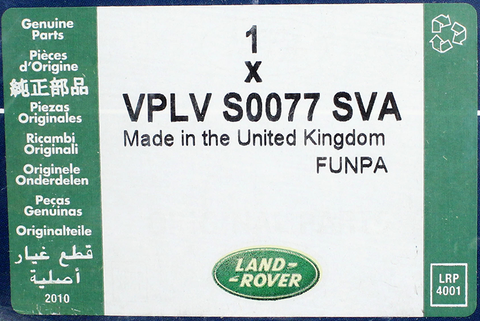 Genuine
Parts
Pièces
d'Origine
純正部品
Piezas
Originales
Ricambi
Originali
Originele
Onderdelen
Peças
Genuinas
Originalteile
قطع غيار
أصلية
2010
1
X
VPLV S0077 SVA
Made in the United Kingdom
FUNPA
LAND-
-ROVER
LRP
4001